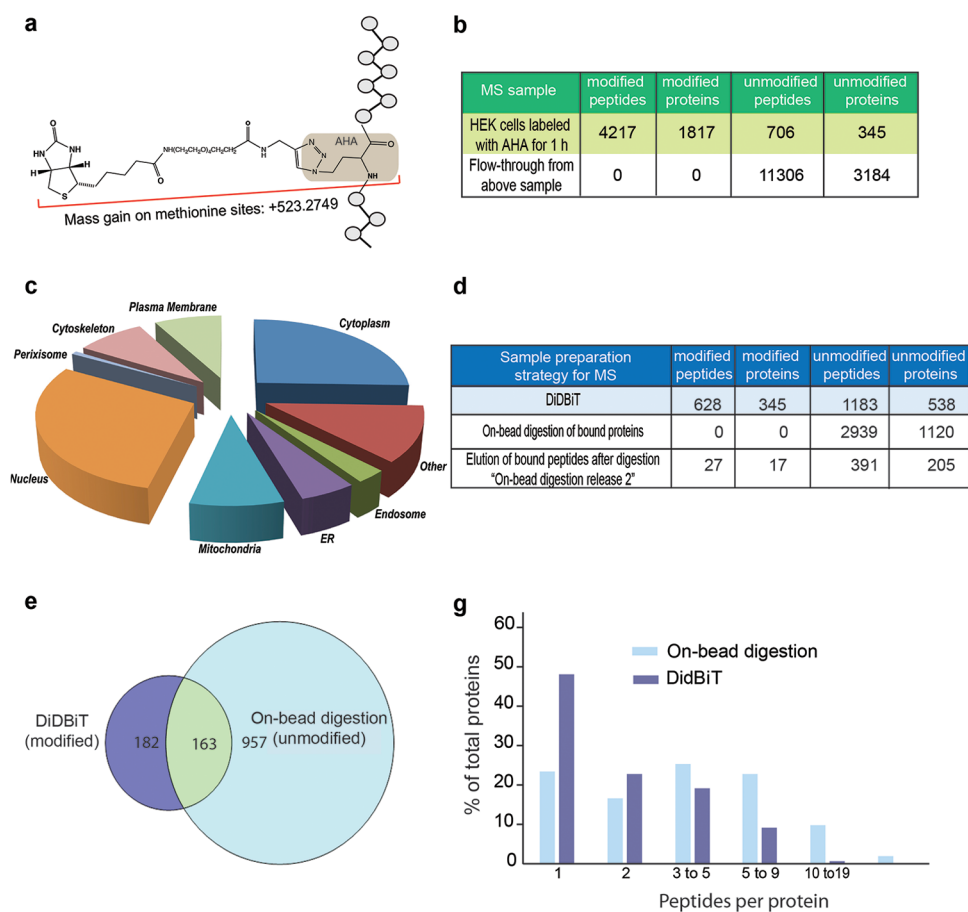 a
O
HN
NH
H
H
S
O
NH(CH₂CH₂O)₄CH₂CH₂
O
NH
N
N
N
AHA
O
NH
Mass gain on methionine sites: +523.2749
b
MS sample
modified peptides
modified proteins
unmodified peptides
unmodified proteins
HEK cells labeled with AHA for 1 h
4217
1817
706
345
Flow-through from above sample
0
0
11306
3184
c
Plasma Membrane
Cytoskeleton
Perixisome
Nucleus
Mitochondria
ER
Endosome
Other
Cytoplasm
d
Sample preparation strategy for MS
modified peptides
modified proteins
unmodified peptides
unmodified proteins
DiDBiT
628
345
1183
538
On-bead digestion of bound proteins
0
0
2939
1120
Elution of bound peptides after digestion
"On-bead digestion release 2"
27
17
391
205
e
DiDBiT
(modified)
182
163
957
On-bead digestion
(unmodified)
g
% of total proteins
60
50
40
30
20
10
0
On-bead digestion
DidBiT
1
2
3 to 5
5 to 9
10 to19
Peptides per protein